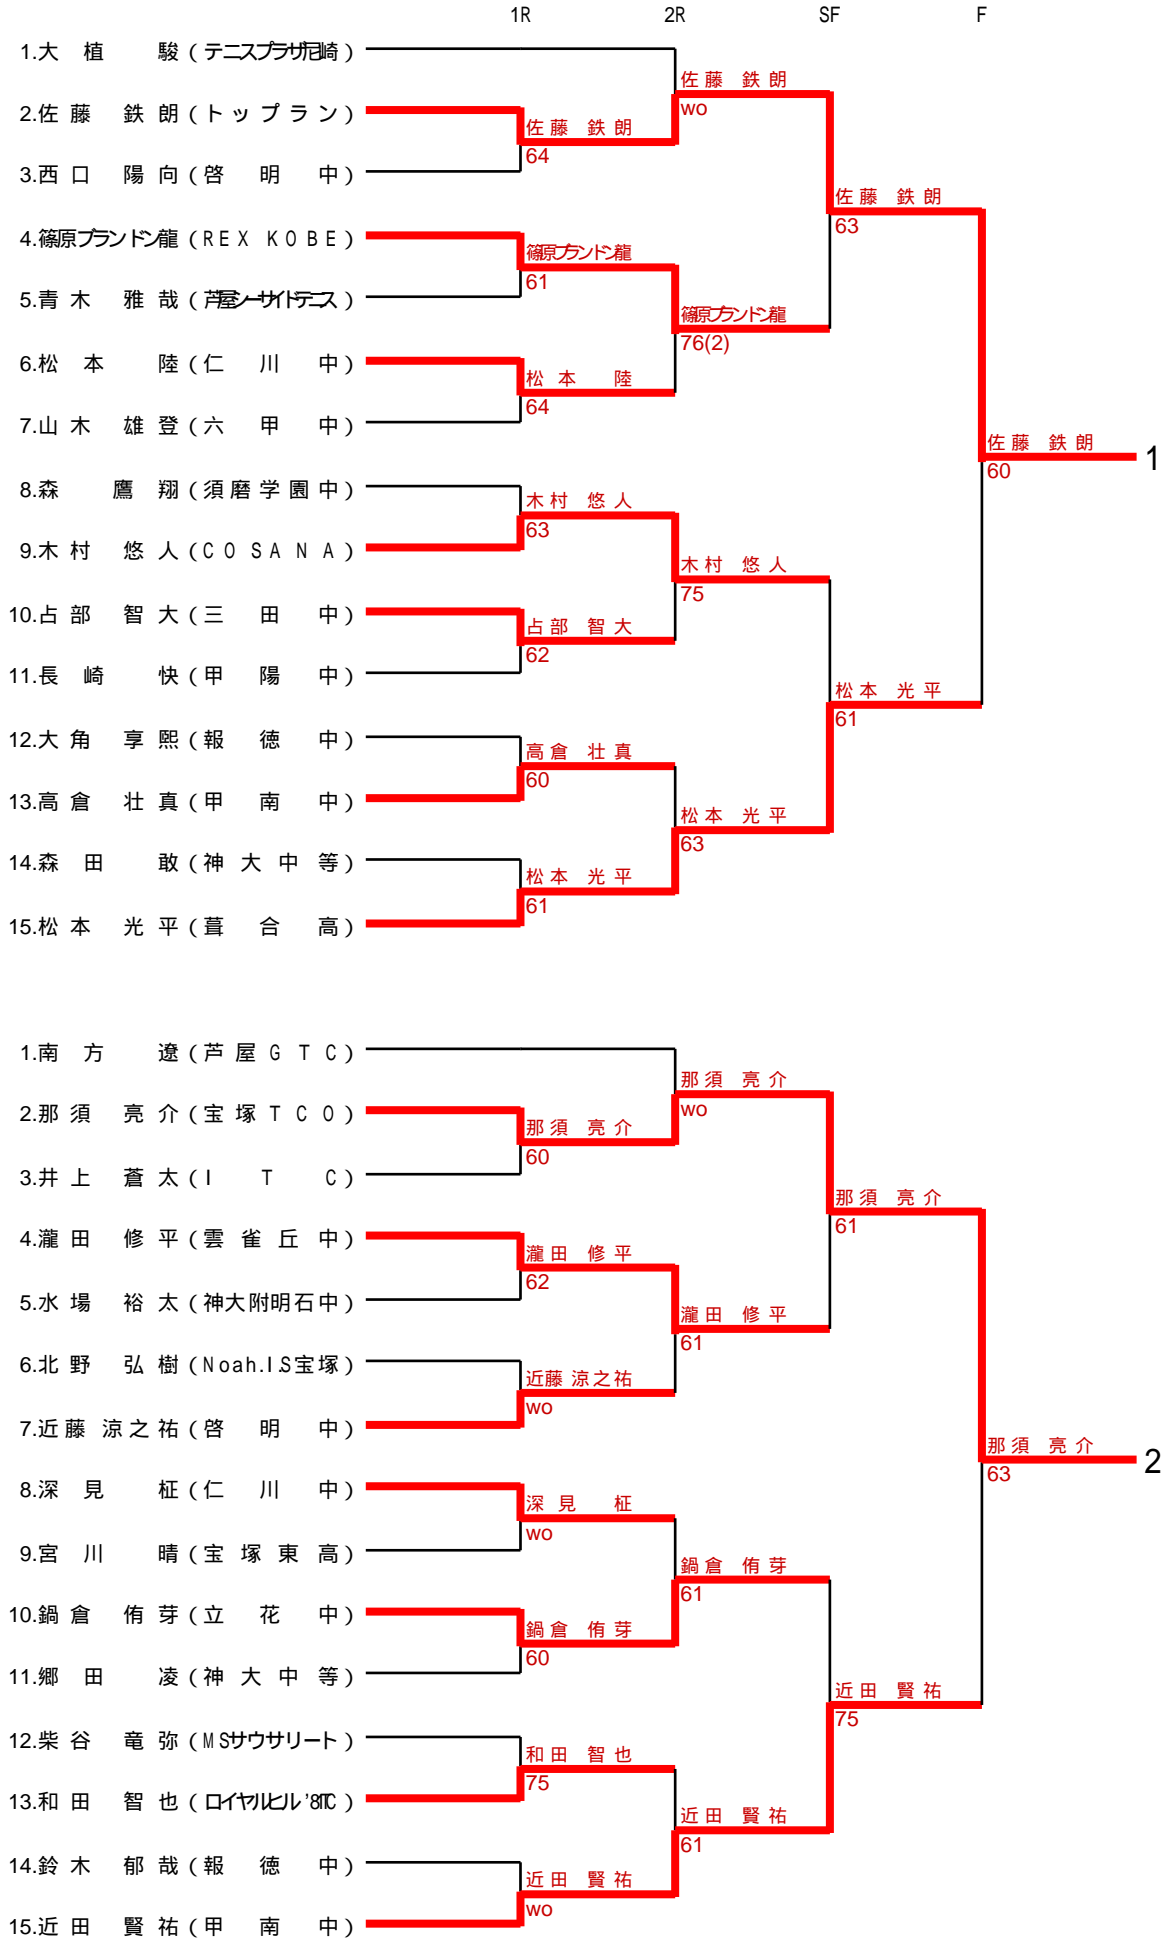 1R 2R SF F
1.大植 駿(テニスプラザ尼崎)
佐藤 鉄朗
wo
2.佐藤 鉄朗(トップラン)
佐藤 鉄朗
64
3.西口 陽向(啓明中)
佐藤 鉄朗
63
4.篠原ブランドン龍(REX KOBE)
篠原ブランドン龍
61
5.青木 雅哉(芦屋シーサイドテニス)
篠原ブランドン龍
76(2)
6.松本 陸(仁川中)
松本 陸
64
7.山木 雄登(六甲中)
佐藤 鉄朗
60
1
8.森 鷹翔(須磨学園中)
木村 悠人
63
9.木村 悠人(COSANA)
木村 悠人
75
10.占部 智大(三田中)
占部 智大
62
11.長崎 快(甲陽中)
松本 光平
61
12.大角 享熙(報徳中)
高倉 壮真
60
13.高倉 壮真(甲南中)
松本 光平
63
14.森田 敢(神大中等)
松本 光平
61
15.松本 光平(葺合高)
1.南方 遼(芦屋GTC)
那須 亮介
wo
2.那須 亮介(宝塚TCO)
那須 亮介
60
3.井上 蒼太(ITC)
那須 亮介
61
4.瀧田 修平(雲雀丘中)
瀧田 修平
62
5.水場 裕太(神大附明石中)
瀧田 修平
61
6.北野 弘樹(Noah.I.S宝塚)
近藤 涼之祐
wo
7.近藤 涼之祐(啓明中)
那須 亮介
63
2
8.深見 柾(仁川中)
深見 柾
wo
9.宮川 晴(宝塚東高)
鍋倉 侑芽
61
10.鍋倉 侑芽(立花中)
鍋倉 侑芽
60
11.郷田 凌(神大中等)
近田 賢祐
75
12.柴谷 竜弥(MSサウサリート)
和田 智也
75
13.和田 智也(ロイヤルヒル'81TC)
近田 賢祐
61
14.鈴木 郁哉(報徳中)
近田 賢祐
wo
15.近田 賢祐(甲南中)